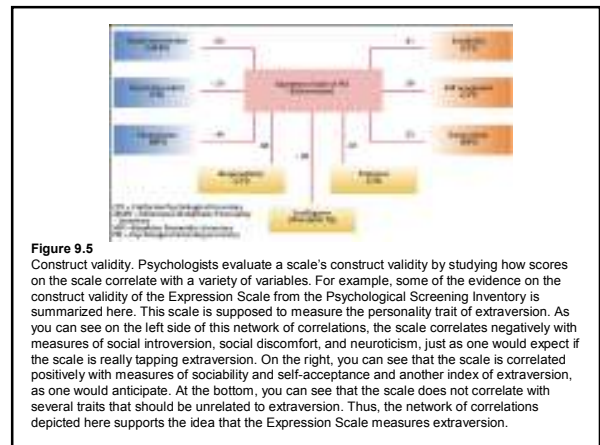 Figure 9.5
Construct validity. Psychologists evaluate a scale's construct validity by studying how scores
on the scale correlate with a variety of variables. For example, some of the evidence on the
construct validity of the Expression Scale from the Psychological Screening Inventory is
summarized here. This scale is supposed to measure the personality trait of extraversion. As
you can see on the left side of this network of correlations, the scale correlates negatively with
measures of social introversion, social discomfort, and neuroticism, just as one would expect if
the scale is really tapping extraversion. On the right, you can see that the scale is correlated
positively with measures of sociability and self-acceptance and another index of extraversion,
as one would anticipate. At the bottom, you can see that the scale does not correlate with
several traits that should be unrelated to extraversion. Thus, the network of correlations
depicted here supports the idea that the Expression Scale measures extraversion.